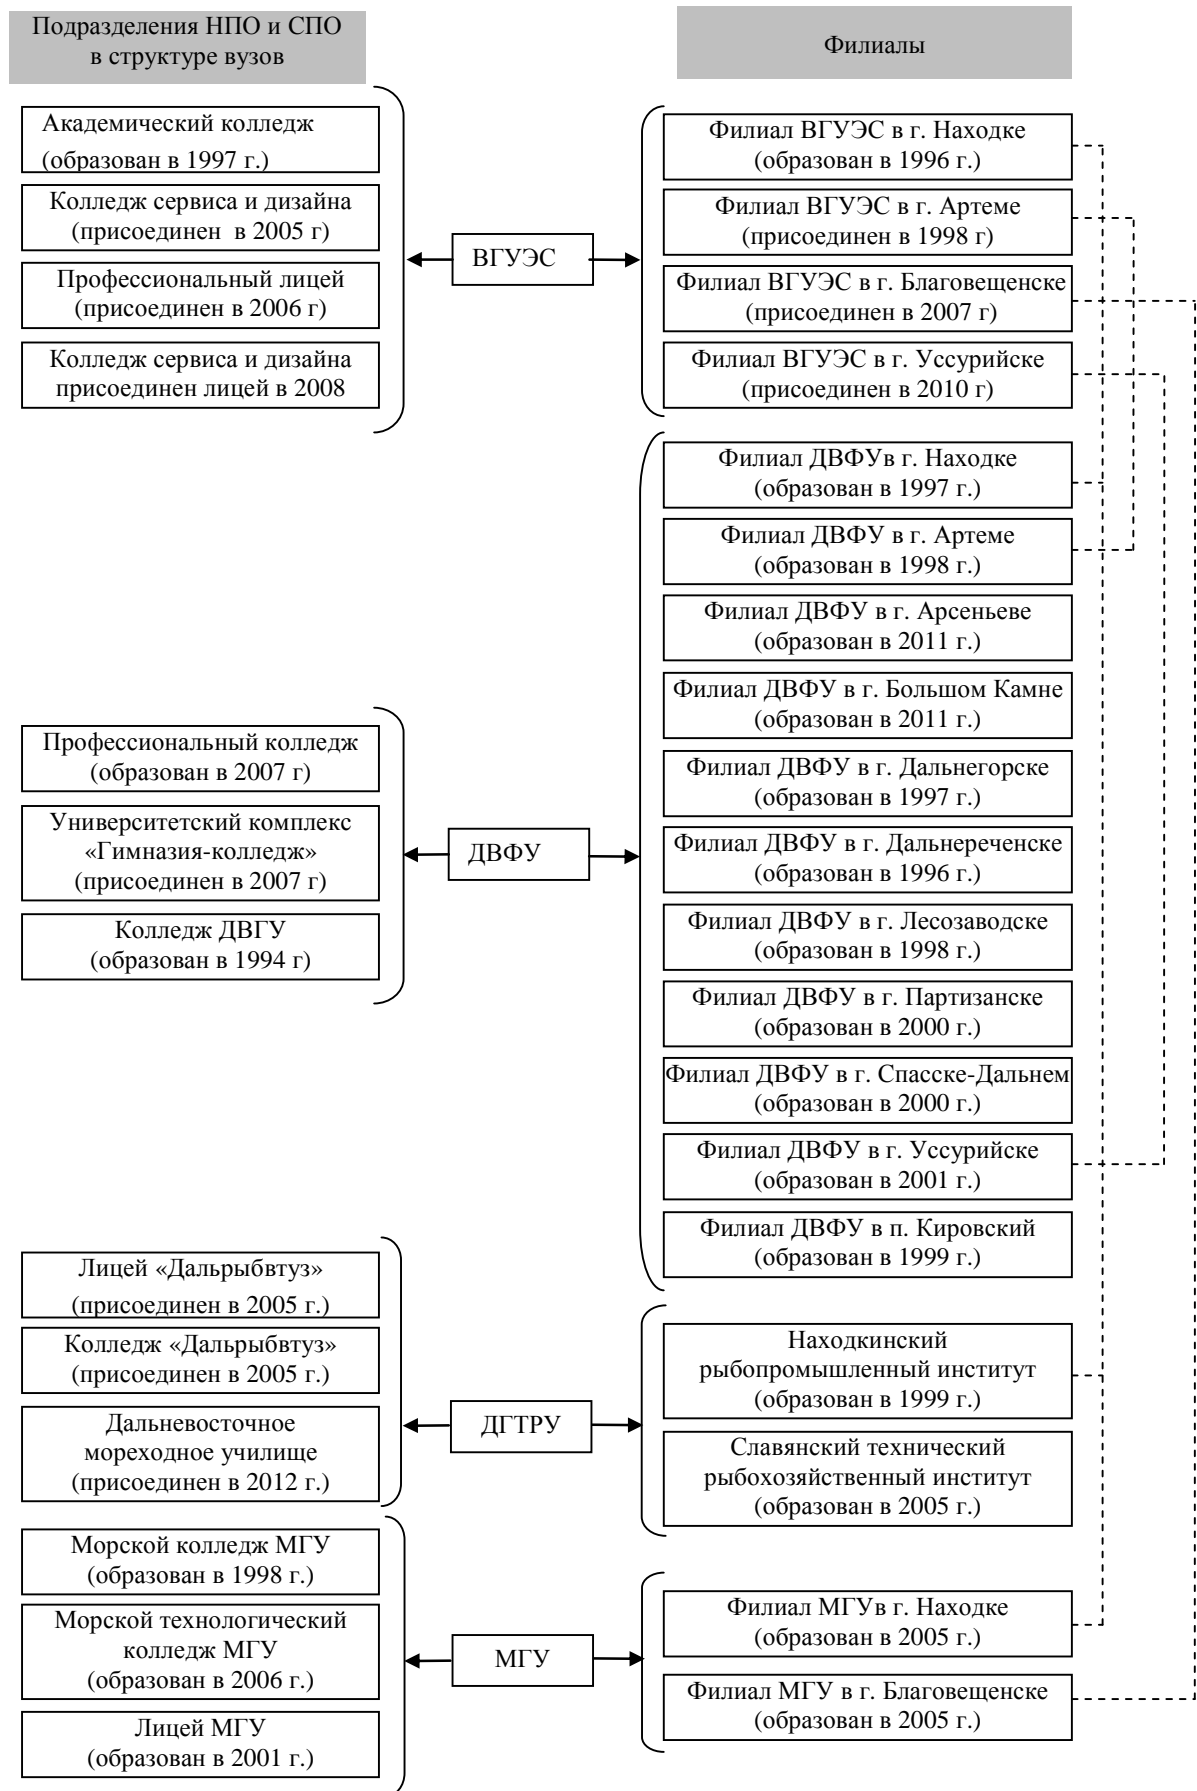 Подразделения НПО и СПО
в структуре вузов
Филиалы
Академический колледж
(образован в 1997 г.)
Колледж сервиса и дизайна
(присоединен в 2005 г)
Профессиональный лицей
(присоединен в 2006 г)
Колледж сервиса и дизайна
присоединен лицей в 2008
ВГУЭС
Филиал ВГУЭС в г. Находке
(образован в 1996 г.)
Филиал ВГУЭС в г. Артеме
(присоединен в 1998 г)
Филиал ВГУЭС в г. Благовещенске
(присоединен в 2007 г)
Филиал ВГУЭС в г. Уссурийске
(присоединен в 2010 г)
Профессиональный колледж
(образован в 2007 г)
Университетский комплекс
«Гимназия-колледж»
(присоединен в 2007 г)
Колледж ДВГУ
(образован в 1994 г)
ДВФУ
Филиал ДВФУв г. Находке
(образован в 1997 г.)
Филиал ДВФУ в г. Артеме
(образован в 1998 г.)
Филиал ДВФУ в г. Арсеньеве
(образован в 2011 г.)
Филиал ДВФУ в г. Большом Камне
(образован в 2011 г.)
Филиал ДВФУ в г. Дальнегорске
(образован в 1997 г.)
Филиал ДВФУ в г. Дальнереченске
(образован в 1996 г.)
Филиал ДВФУ в г. Лесозаводске
(образован в 1998 г.)
Филиал ДВФУ в г. Партизанске
(образован в 2000 г.)
Филиал ДВФУ в г. Спасске-Дальнем
(образован в 2000 г.)
Филиал ДВФУ в г. Уссурийске
(образован в 2001 г.)
Филиал ДВФУ в п. Кировский
(образован в 1999 г.)
Лицей «Дальрыбвтуз»
(присоединен в 2005 г.)
Колледж «Дальрыбвтуз»
(присоединен в 2005 г.)
Дальневосточное
мореходное училище
(присоединен в 2012 г.)
ДГТРУ
Находкинский
рыбопромышленный институт
(образован в 1999 г.)
Славянский технический
рыбохозяйственный институт
(образован в 2005 г.)
Морской колледж МГУ
(образован в 1998 г.)
Морской технологический
колледж МГУ
(образован в 2006 г.)
Лицей МГУ
(образован в 2001 г.)
МГУ
Филиал МГУв г. Находке
(образован в 2005 г.)
Филиал МГУ в г. Благовещенске
(образован в 2005 г.)